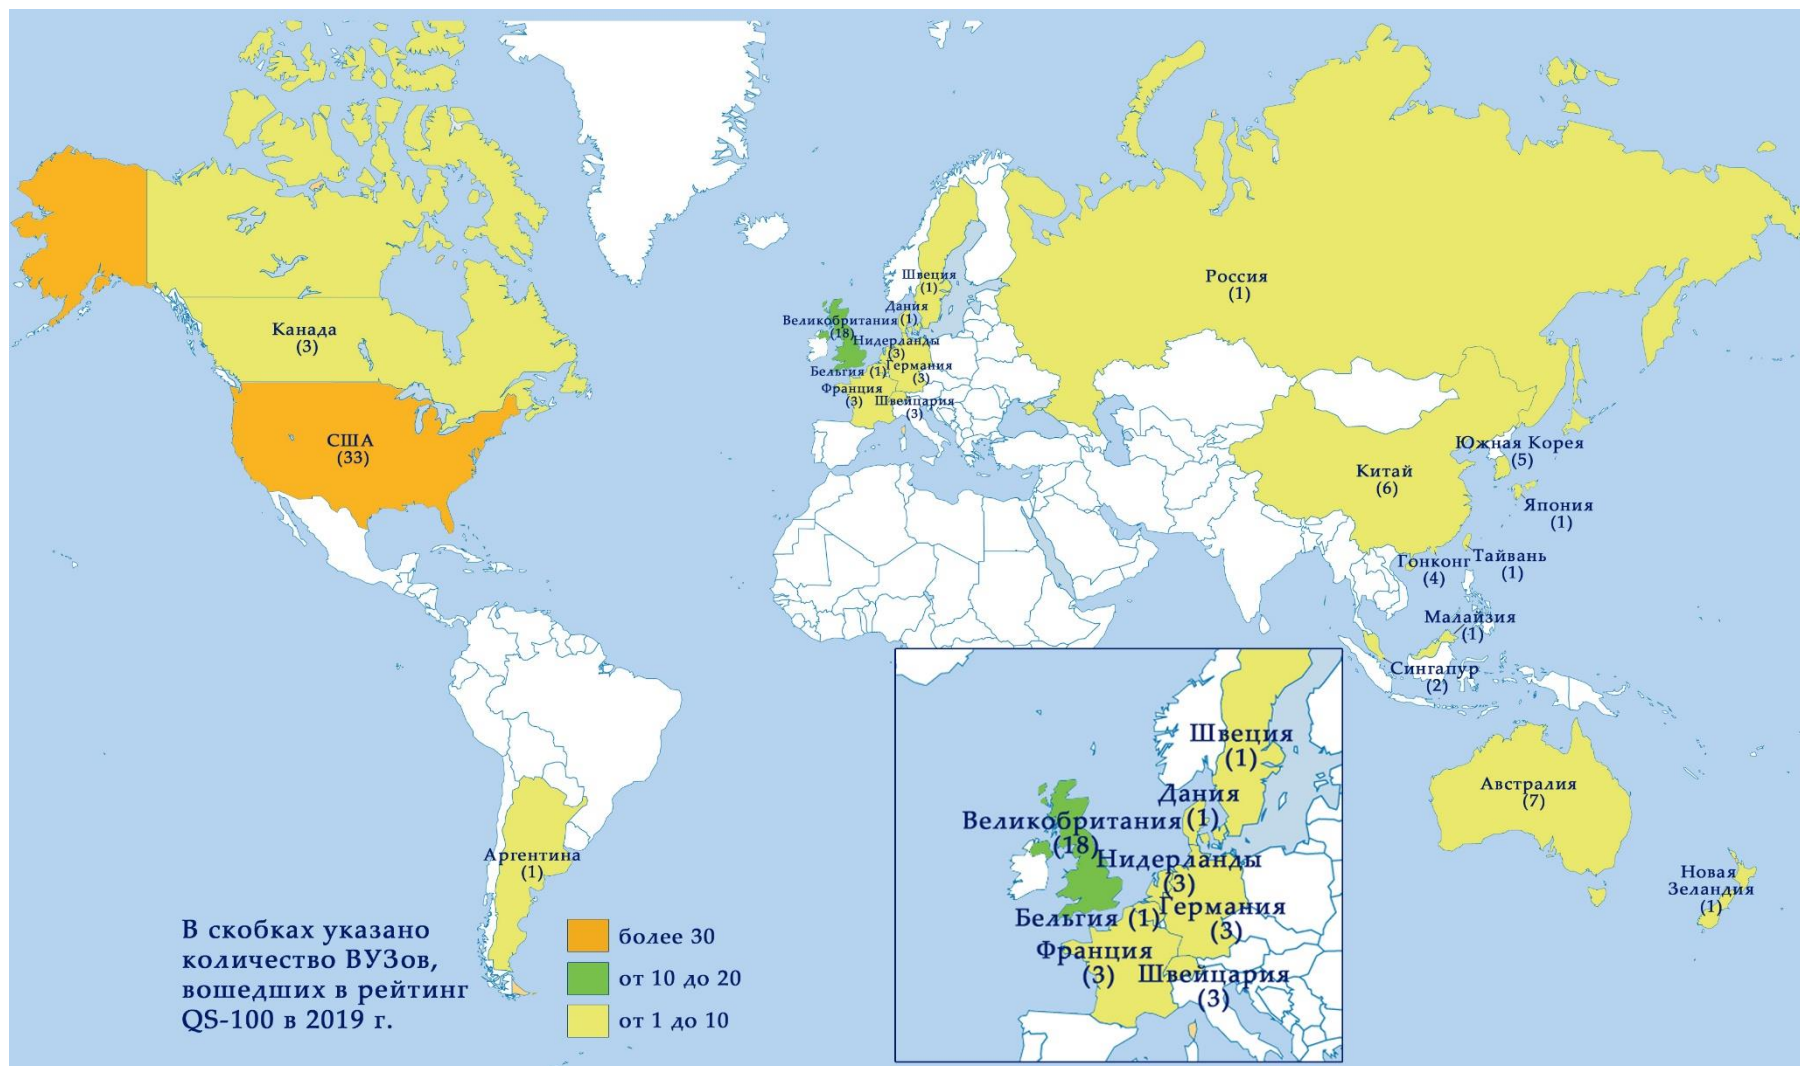 Швеция
(1)
Россия
(1)
Дания
(1)
Великобритания
(18)
Канада
(3)
Нидерланды
(3)
Бельгия (1)
Германия
(3)
Франция
(3)
Швейцария
(3)
США
(33)
Южная Корея
(5)
Китай
(6)
Япония
(1)
Гонконг
(4)
Тайвань
(1)
Малайзия
(1)
Сингапур
(2)
Швеция
(1)
Дания
(1)
Великобритания
(18)
Нидерланды
(3)
Бельгия (1)
Германия
(3)
Франция
(3)
Швейцария
(3)
Австралия
(7)
Аргентина
(1)
Новая
Зеландия
(1)
В скобках указано
количество ВУЗов,
вошедших в рейтинг
QS-100 в 2019 г.
более 30
от 10 до 20
от 1 до 10